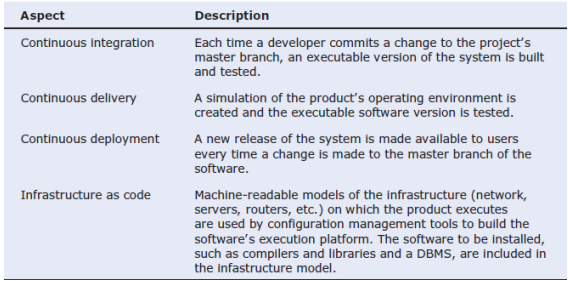 Aspect Description
Continuous integration Each time a developer commits a change to the project's
master branch, an executable version of the system is built
and tested.
Continuous delivery A simulation of the product's operating environment is
created and the executable software version is tested.
Continuous deployment A new release of the system is made available to users
every time a change is made to the master branch of the
software.
Infrastructure as code Machine-readable models of the infrastructure (network,
servers, routers, etc.) on which the product executes
are used by configuration management tools to build the
software's execution platform. The software to be installed,
such as compilers and libraries and a DBMS, are included in
the infastructure model.